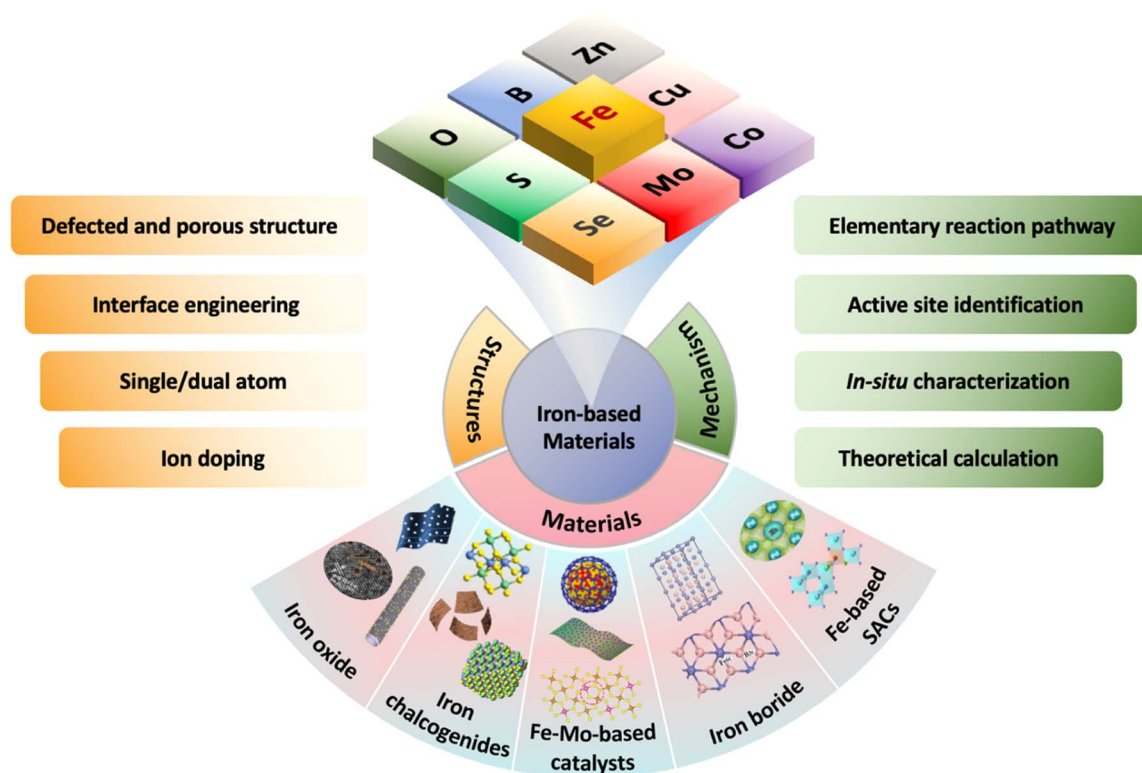 Zn
B
Cu
Fe
O
Co
S
Mo
Se
Defected and porous structure
Interface engineering
Single/dual atom
Ion doping
Elementary reaction pathway
Active site identification
In-situ characterization
Theoretical calculation
Structures
Mechanism
Iron-based
Materials
Materials
Iron oxide
Iron
chalcogenides
Fe-Mo-based
catalysts
Iron boride
Fe-based
SACs